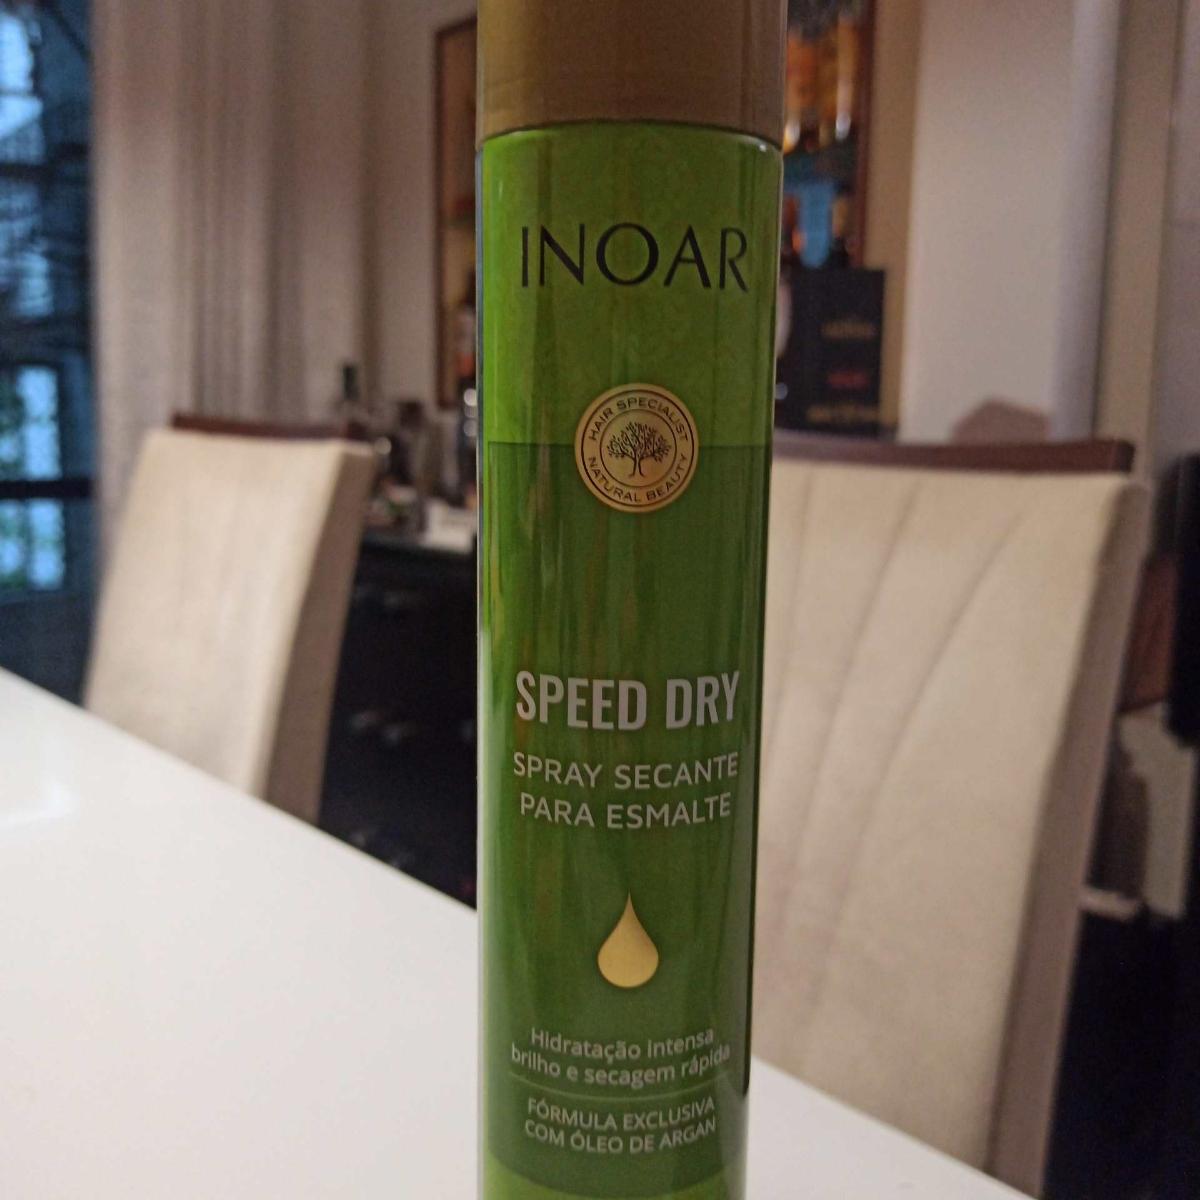 INOAR
HAIR SPECIALIST
NATURAL BEAUTY
SPEED DRY
SPRAY SECANTE
PARA ESMALTE
Hidratação intensa
brilho e secagem rápida
FÓRMULA EXCLUSIVA
COM ÓLEO DE ARGAN